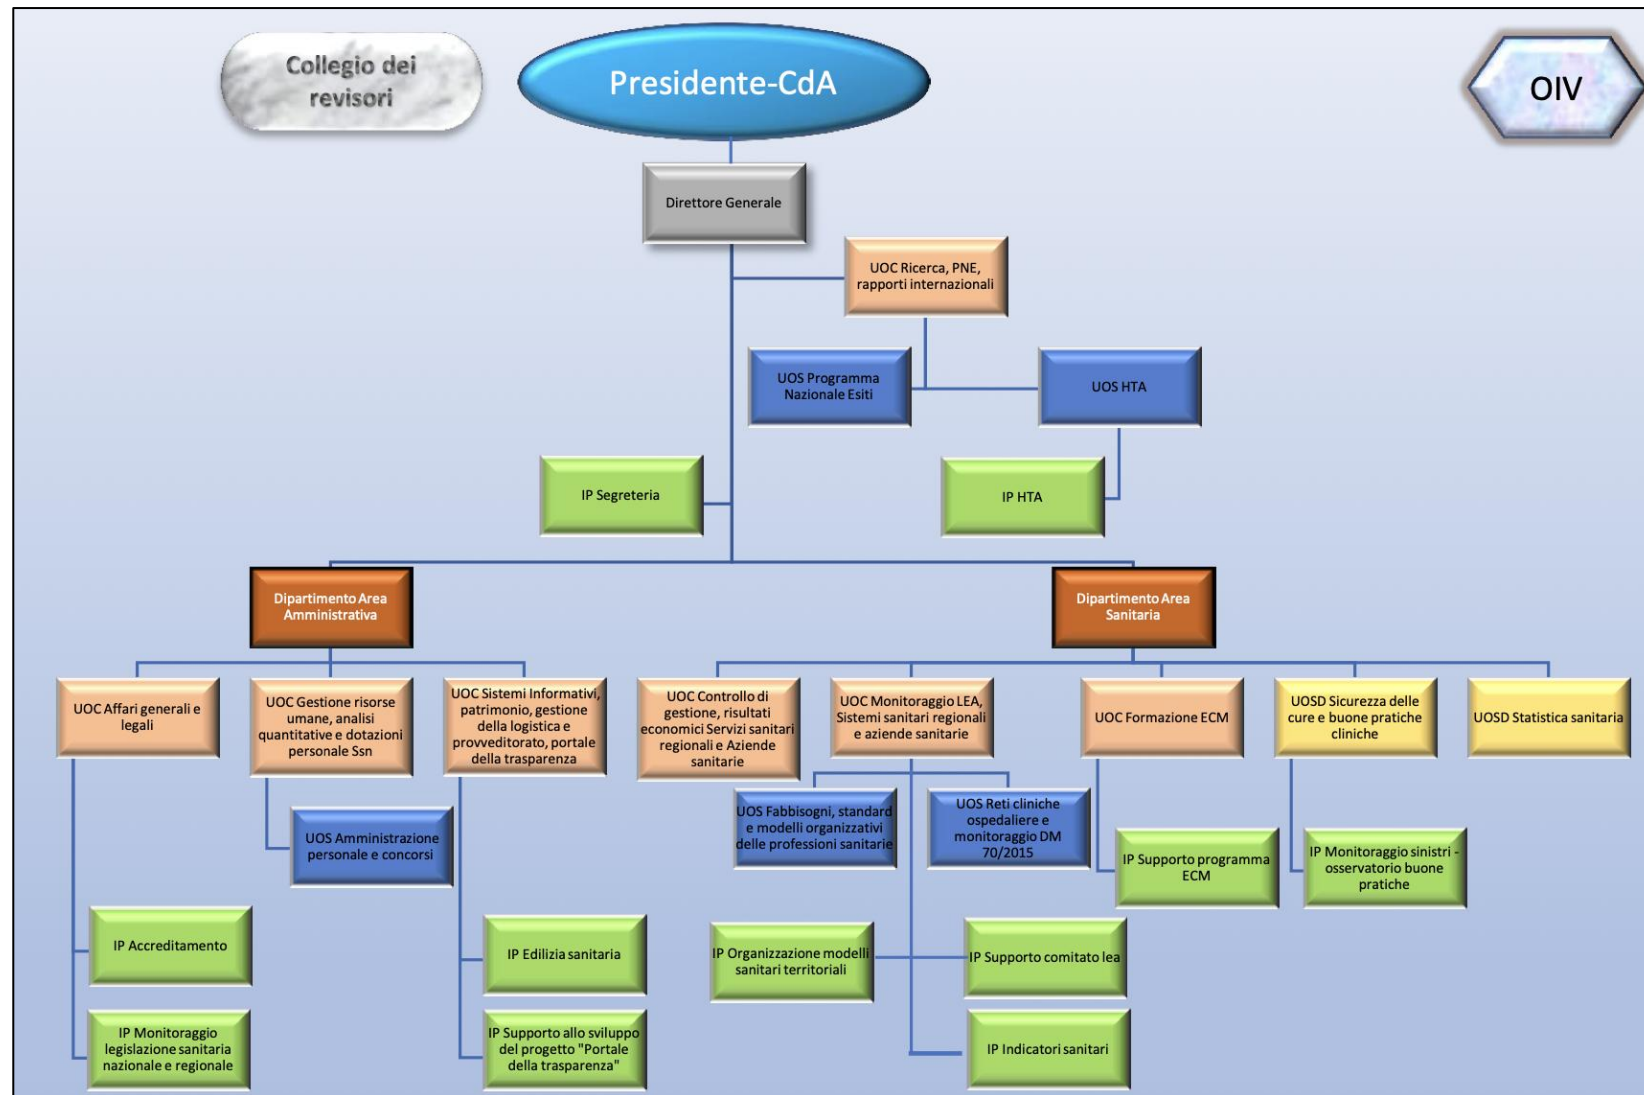 Collegio dei
revisori
Presidente-CdA
OIV
Direttore Generale
UOC Ricerca, PNE,
rapporti internazionali
UOS Programma
Nazionale Esiti
UOS HTA
IP Segreteria
IP HTA
Dipartimento Area
Amministrativa
Dipartimento Area
Sanitaria
UOC Affari generali e
legali
UOC Gestione risorse
umane, analisi
quantitative e dotazioni
personale Ssn
UOC Sistemi Informativi,
patrimonio, gestione
della logistica e
provveditorato, portale
della trasparenza
UOC Controllo di
gestione, risultati
economici Servizi sanitari
regionali e Aziende
sanitarie
UOC Monitoraggio LEA,
Sistemi sanitari regionali
e aziende sanitarie
UOC Formazione ECM
UOSD Sicurezza delle
cure e buone pratiche
cliniche
UOSD Statistica sanitaria
UOS Amministrazione
personale e concorsi
UOS Fabbisogni, standard
e modelli organizzativi
delle professioni sanitarie
UOS Reti cliniche
ospedaliere e
monitoraggio DM
70/2015
IP Supporto programma
ECM
IP Monitoraggio sinistri -
osservatorio buone
pratiche
IP Accreditamento
IP Edilizia sanitaria
IP Organizzazione modelli
sanitari territoriali
IP Supporto comitato lea
IP Monitoraggio
legislazione sanitaria
nazionale e regionale
IP Supporto allo sviluppo
del progetto "Portale
della trasparenza"
IP Indicatori sanitari